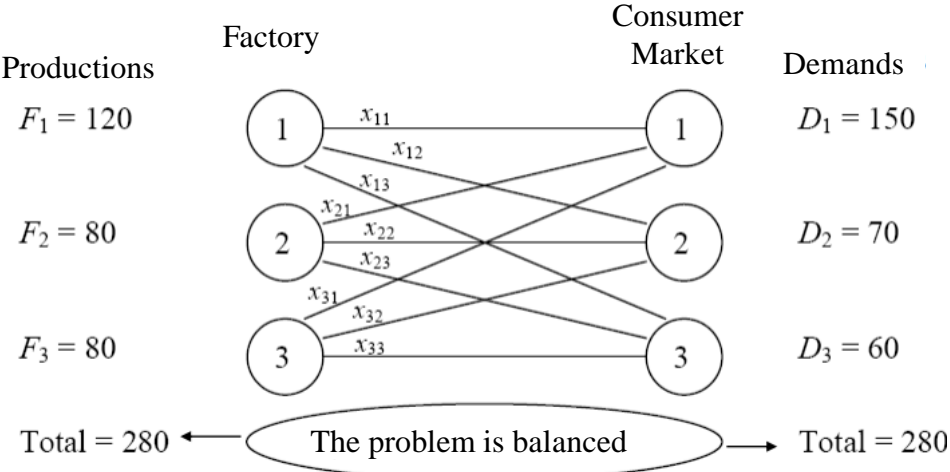 Productions
Factory
Consumer
Market
Demands
F₁ = 120
1
x₁₁
1
D₁ = 150
x₁₂
x₁₃
x₂₁
F₂ = 80
2
x₂₂
2
D₂ = 70
x₂₃
x₃₁
x₃₂
F₃ = 80
3
x₃₃
3
D₃ = 60
Total = 280
The problem is balanced
Total = 280